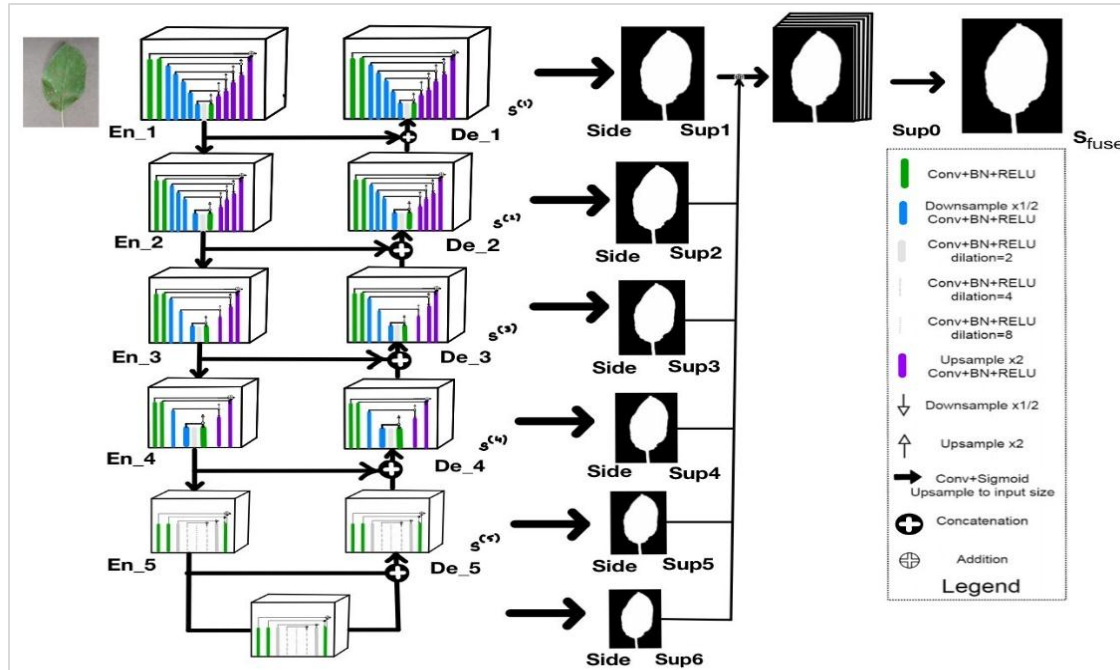 En_1
De_1
S(1)
Side Sup1
Sup0
Sfuse
En_2
De_2
S(2)
Side Sup2
En_3
De_3
S(3)
Side Sup3
En_4
De_4
S(4)
Side Sup4
En_5
De_5
S(5)
Side Sup5
Side Sup6
Conv+BN+RELU
Downsample x1/2
Conv+BN+RELU
Conv+BN+RELU
dilation=2
Conv+BN+RELU
dilation=4
Conv+BN+RELU
dilation=8
Upsample x2
Conv+BN+RELU
Downsample x1/2
Upsample x2
Conv+Sigmoid
Upsample to input size
Concatenation
Addition
Legend